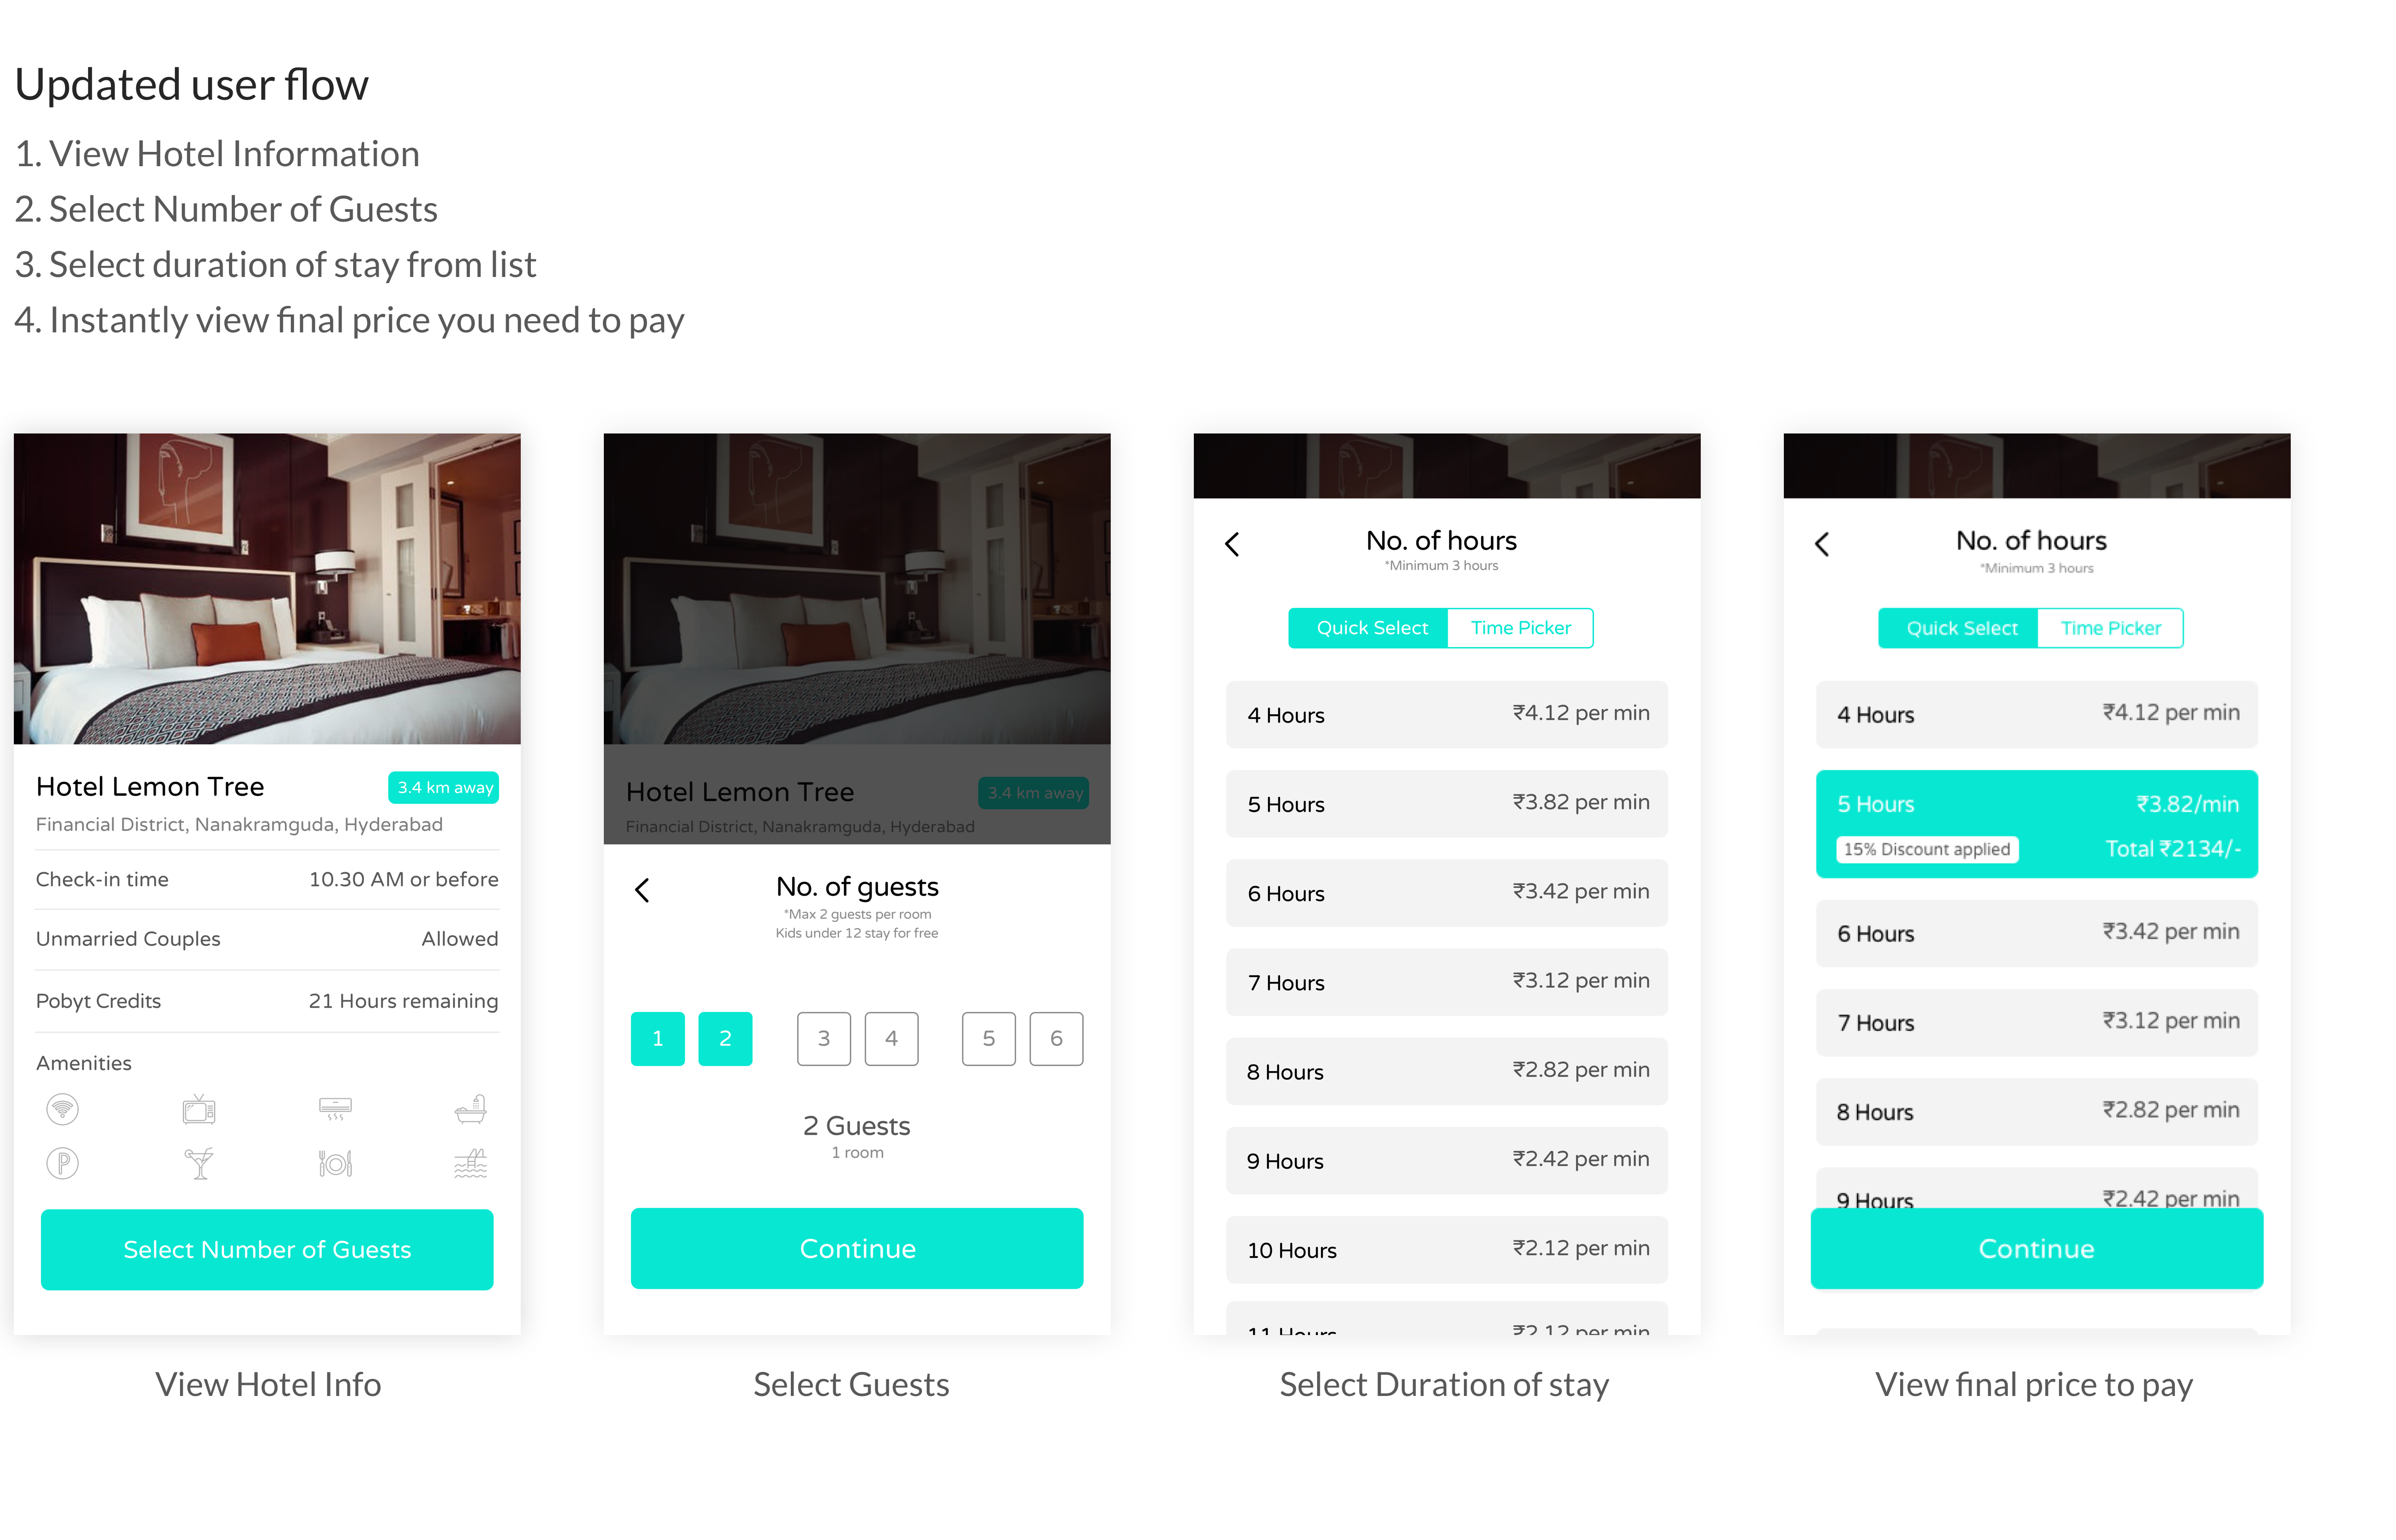 Updated user flow
1. View Hotel Information
2. Select Number of Guests
3. Select duration of stay from list
4. Instantly view final price you need to pay
Hotel Lemon Tree 3.4 km away
Financial District, Nanakramguda, Hyderabad
Check-in time 10.30 AM or before
Unmarried Couples Allowed
Pobyt Credits 21 Hours remaining
Amenities
P
Select Number of Guests
View Hotel Info
Hotel Lemon Tree 3.4 km away
Financial District, Nanakramguda, Hyderabad
No. of guests
*Max 2 guests per room
Kids under 12 stay for free
1 2 3 4 5 6
2 Guests
1 room
Continue
Select Guests
No. of hours
*Minimum 3 hours
Quick Select Time Picker
4 Hours ₹4.12 per min
5 Hours ₹3.82 per min
6 Hours ₹3.42 per min
7 Hours ₹3.12 per min
8 Hours ₹2.82 per min
9 Hours ₹2.42 per min
10 Hours ₹2.12 per min
11 Hours ₹2.12 per min
Select Duration of stay
No. of hours
*Minimum 3 hours
Quick Select Time Picker
4 Hours ₹4.12 per min
5 Hours ₹3.82/min
15% Discount applied Total ₹2134/-
6 Hours ₹3.42 per min
7 Hours ₹3.12 per min
8 Hours ₹2.82 per min
9 Hours ₹2.42 per min
Continue
View final price to pay